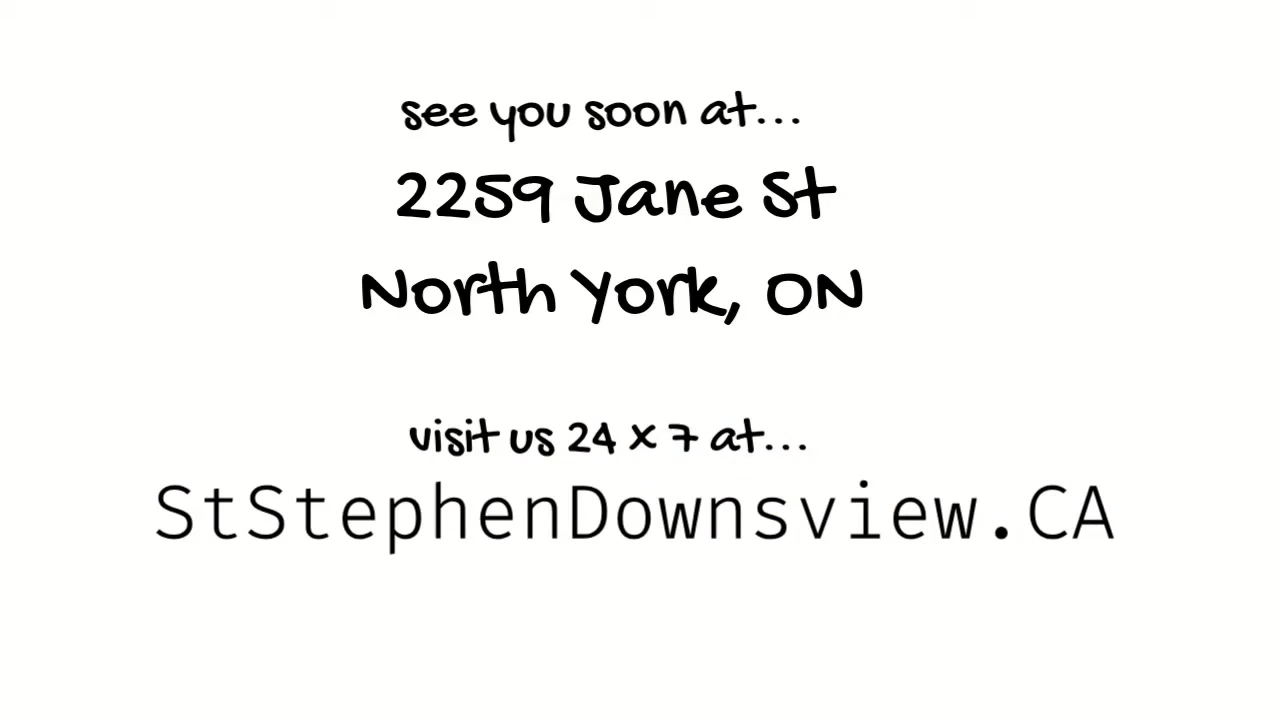 see you soon at...
2259 Jane St
North York, ON
visit us 24 x 7 at...
StStephenDownsview.CA